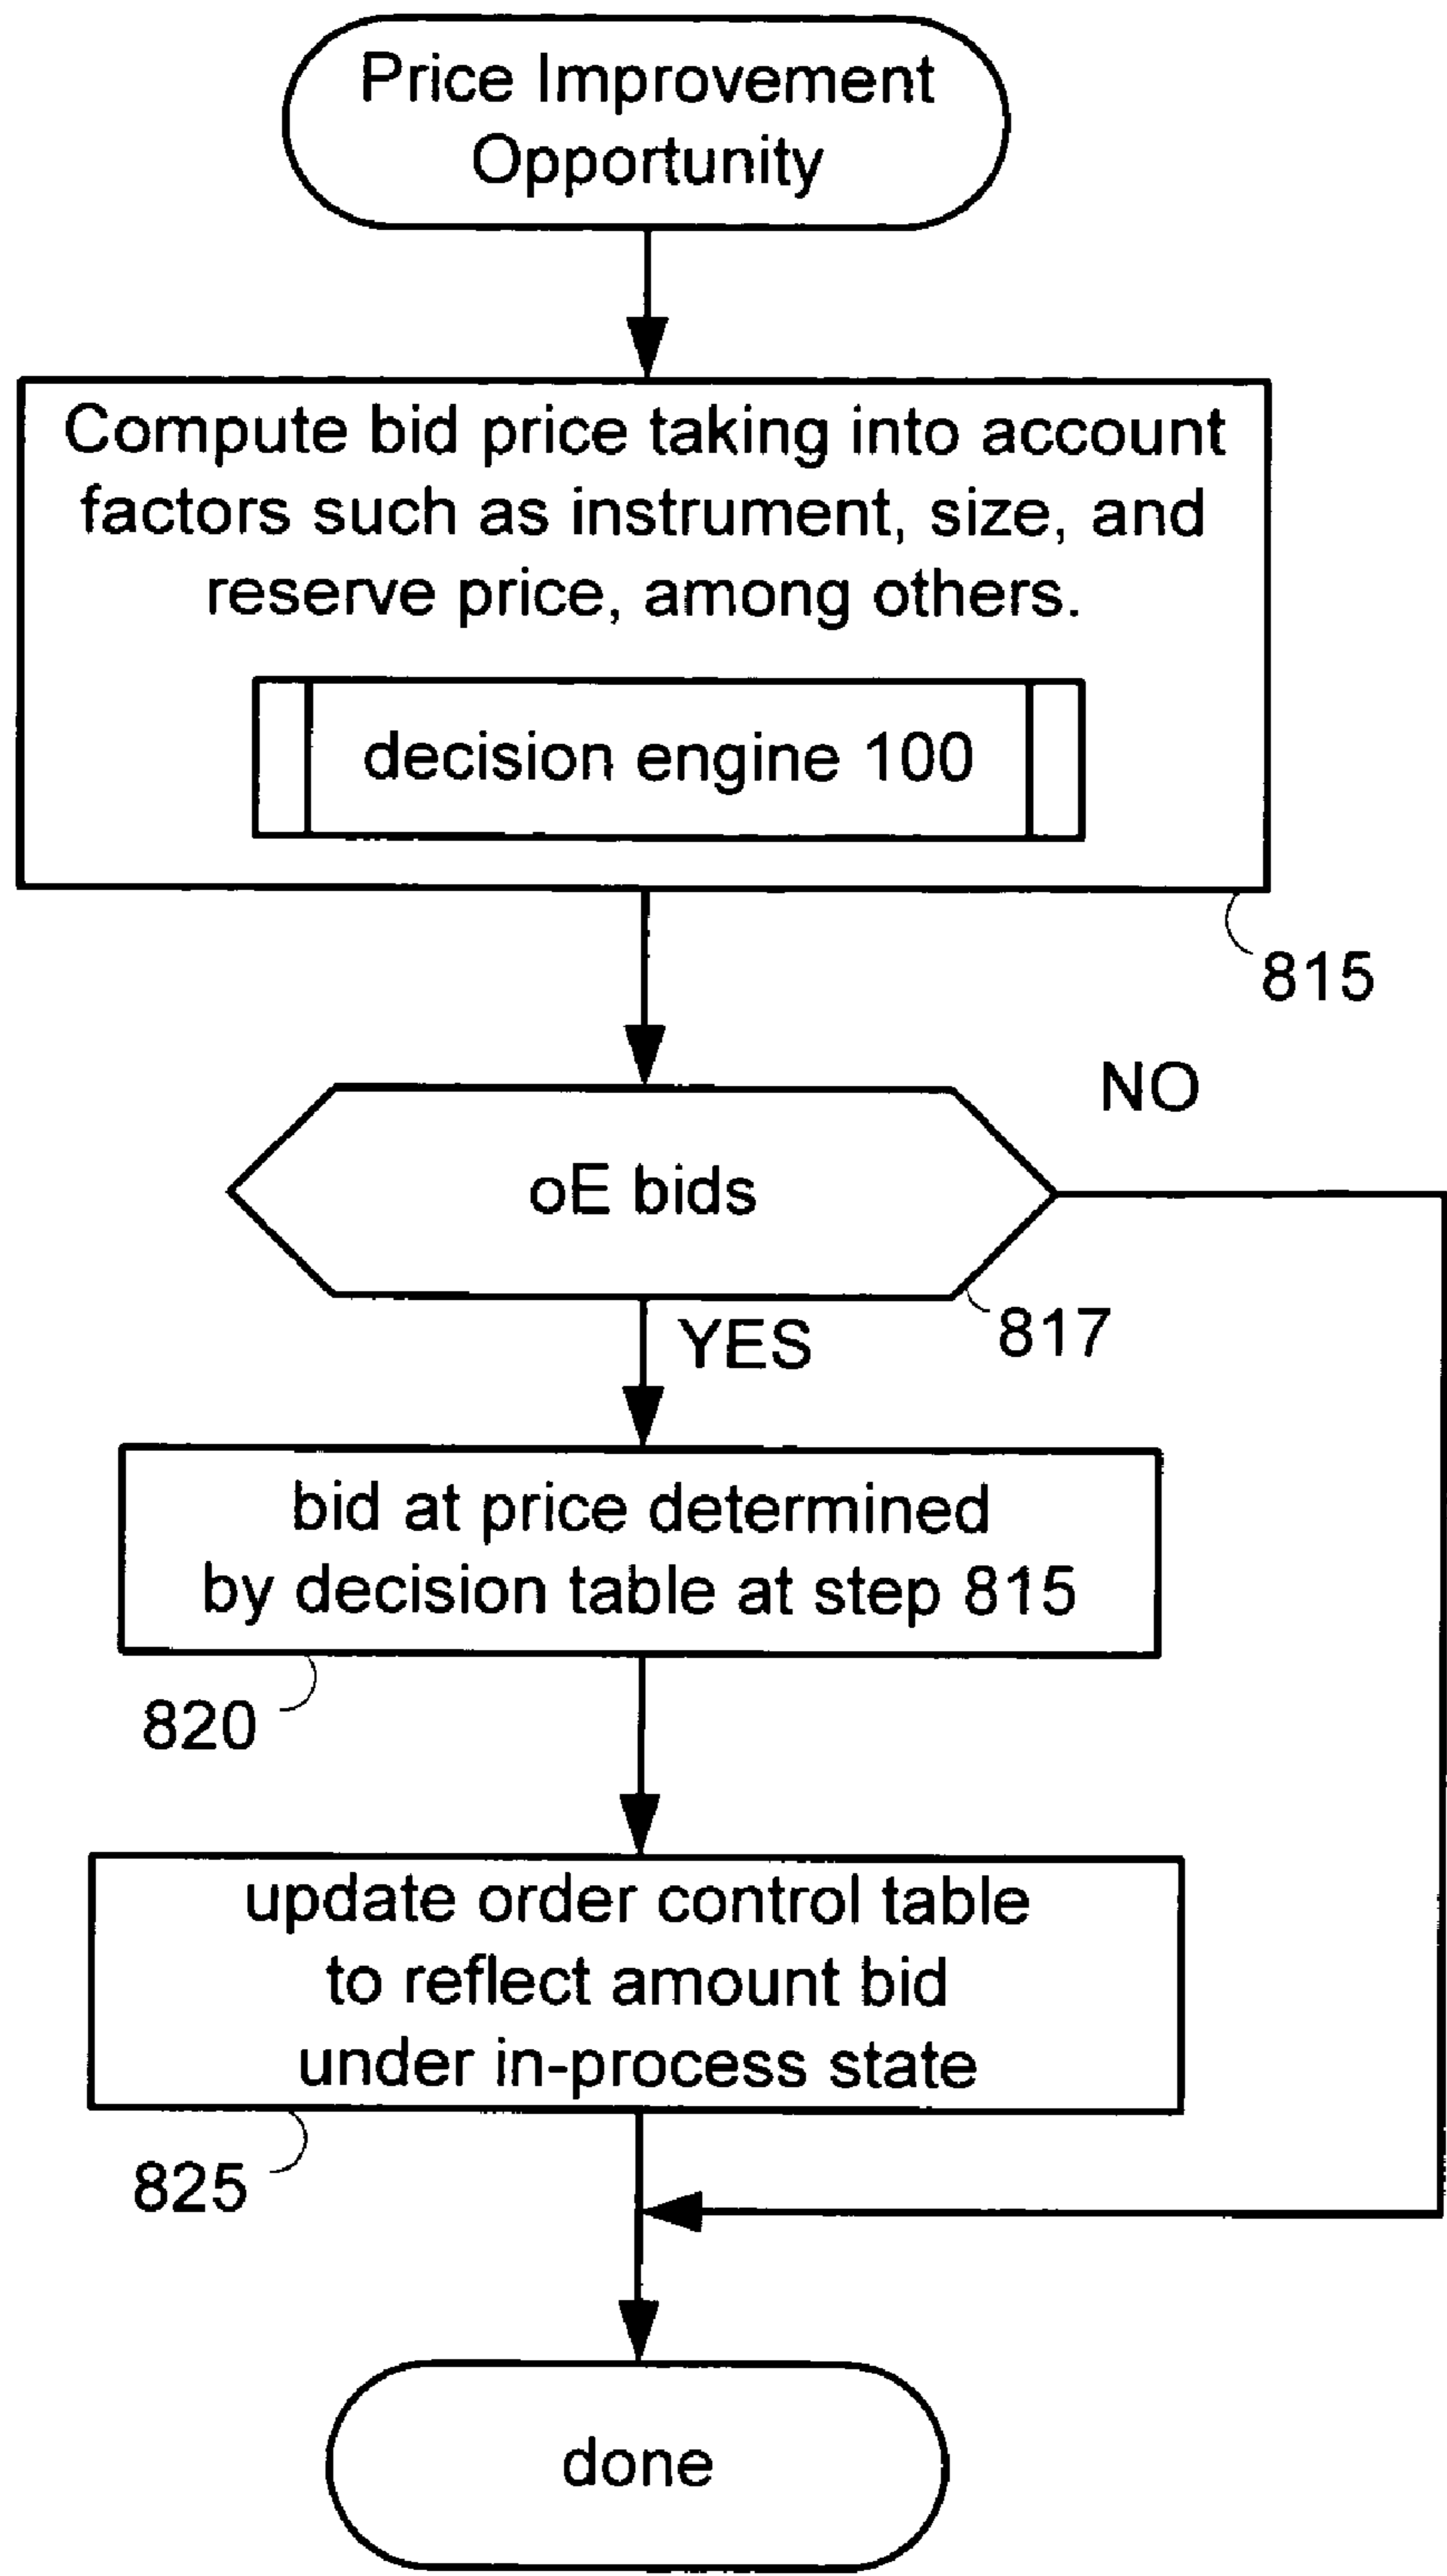 Price Improvement
Opportunity
Compute bid price taking into account
factors such as instrument, size, and
reserve price, among others.
decision engine 100
815
NO
oE bids
817
YES
bid at price determined
by decision table at step 815
820
update order control table
to reflect amount bid
under in-process state
825
done